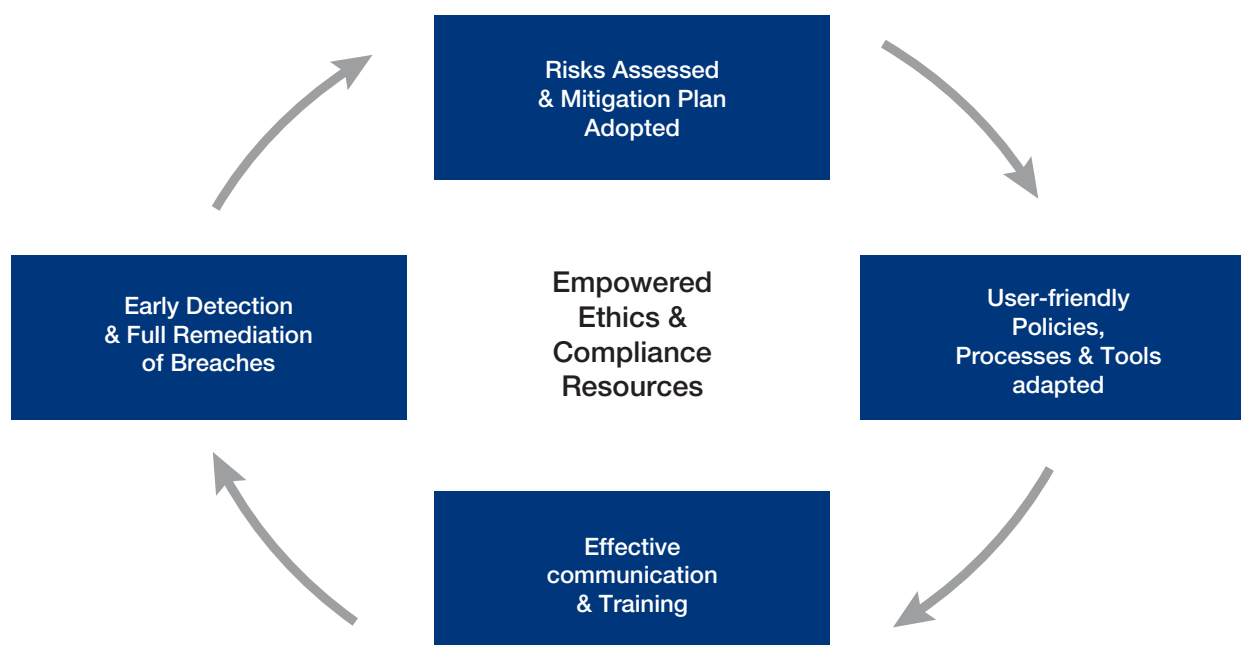 Risks Assessed
& Mitigation Plan
Adopted
Early Detection
& Full Remediation
of Breaches
Empowered
Ethics &
Compliance
Resources
User-friendly
Policies,
Processes & Tools
adapted
Effective
communication
& Training